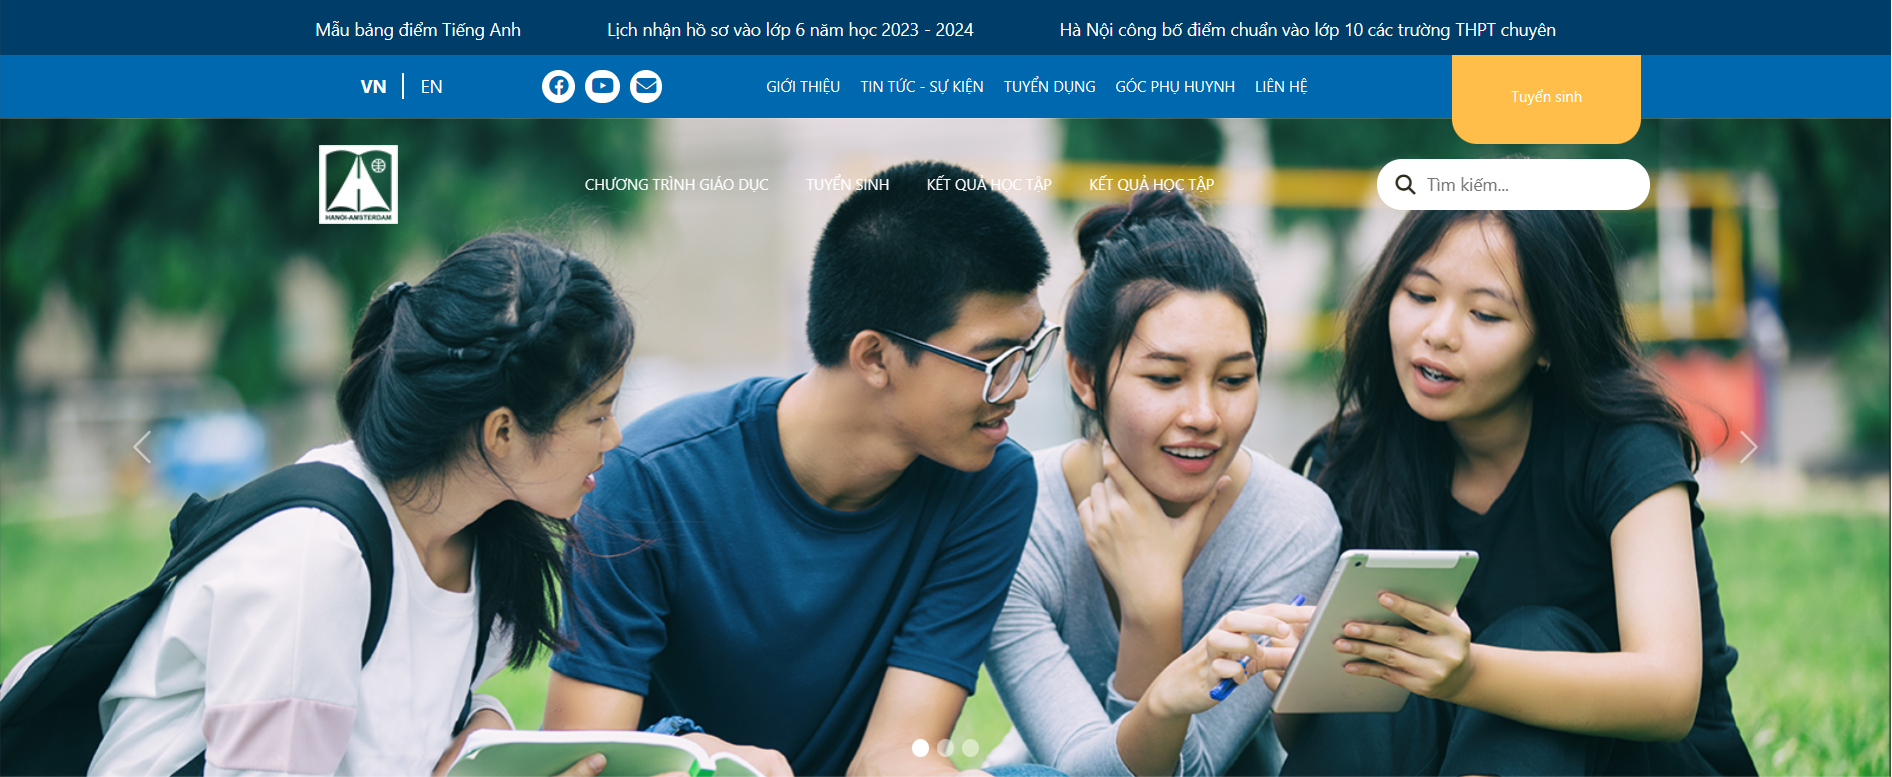 Mẫu bảng điểm Tiếng Anh
Lịch nhận hồ sơ vào lớp 6 năm học 2023 - 2024
Hà Nội công bố điểm chuẩn vào lớp 10 các trường THPT chuyên
VN
EN
GIỚI THIỆU
TIN TỨC - SỰ KIỆN
TUYỂN DỤNG
GÓC PHỤ HUYNH
LIÊN HỆ
Tuyển sinh
HANOI-AMSTERDAM
CHƯƠNG TRÌNH GIÁO DỤC
TUYỂN SINH
KẾT QUẢ HỌC TẬP
KẾT QUẢ HỌC TẬP
Tìm kiếm...